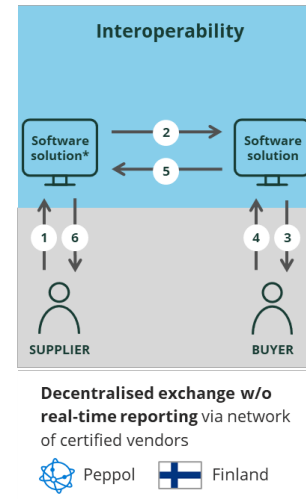 Interoperability
2
Software
solution*
Software
solution
5
1
6
4
3
SUPPLIER
BUYER
Decentralised exchange w/o
real-time reporting via network
of certified vendors
Peppol
Finland